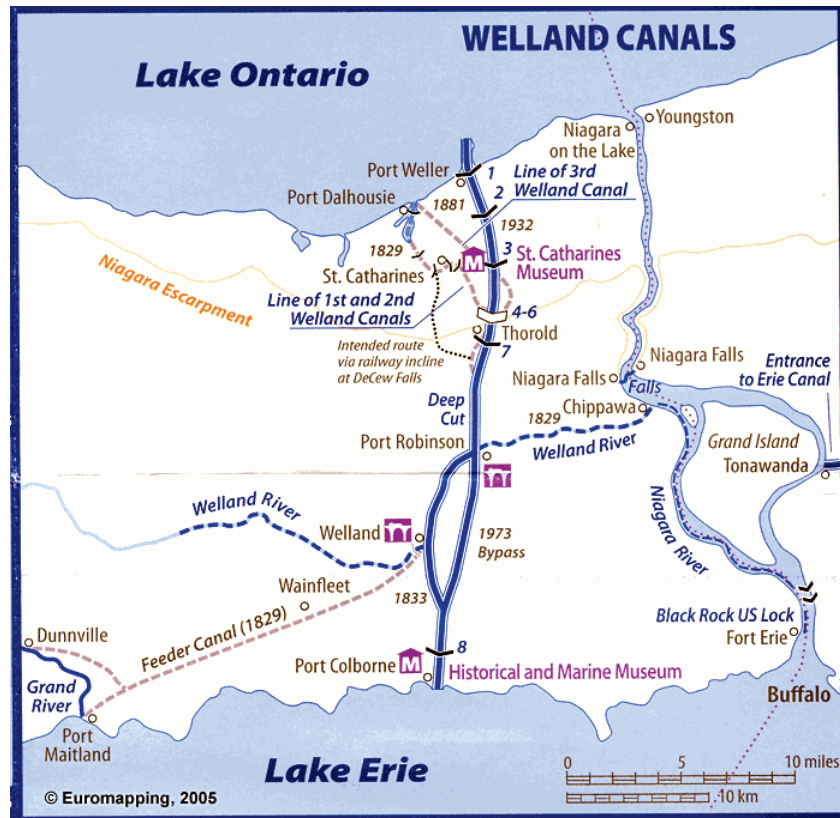 WELLAND CANALS
Lake Ontario
Youngston
Niagara
on the Lake
Port Weller
1
Line of 3rd
Welland Canal
2
Port Dalhousie
1881
1932
1829
3
St. Catharines
Museum
M
St. Catharines
Niagara Escarpment
Line of 1st and 2nd
Welland Canals
4-6
Thorold
Intended route
via railway incline
at DeCew Falls
7
Niagara Falls
Niagara Falls
Falls
Entrance
to Erie Canal
Chippawa
Deep
Cut
1829
Port Robinson
Welland River
Grand Island
Tonawanda
Welland River
Niagara River
Welland
1973
Bypass
Wainfleet
1833
Feeder Canal (1829)
Black Rock US Lock
Fort Erie
Dunnville
8
Port Colborne
M
Historical and Marine Museum
Grand
River
Buffalo
Port
Maitland
Lake Erie
0 5 10 miles
10 km
© Euromapping, 2005